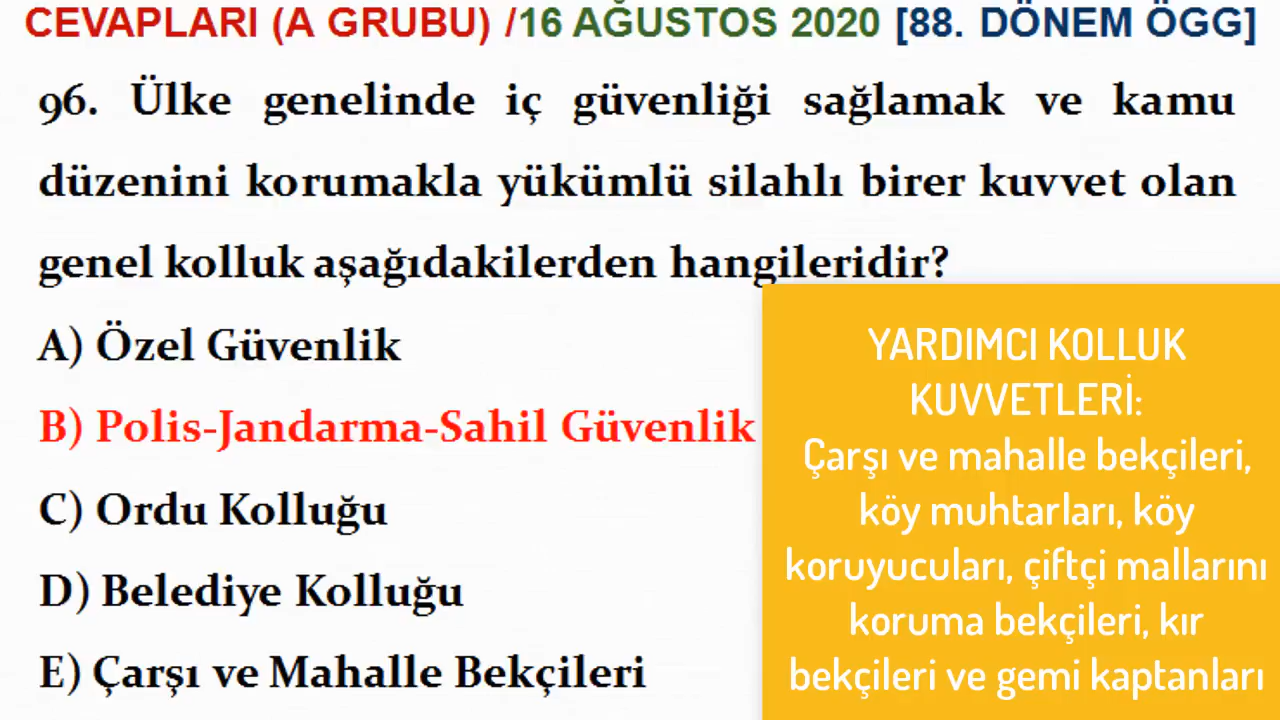 CEVAPLARI (A GRUBU) /16 AĞUSTOS 2020 [88. DÖNEM ÖGG]
96. Ülke genelinde iç güvenliği sağlamak ve kamu
düzenini korumakla yükümlü silahlı birer kuvvet olan
genel kolluk aşağıdakilerden hangileridir?
A) Özel Güvenlik
B) Polis-Jandarma-Sahil Güvenlik
C) Ordu Kolluğu
D) Belediye Kolluğu
E) Çarşı ve Mahalle Bekçileri
YARDIMCI KOLLUK
KUVVETLERİ:
Çarşı ve mahalle bekçileri,
köy muhtarları, köy
koruyucuları, çiftçi mallarını
koruma bekçileri, kır
bekçileri ve gemi kaptanları